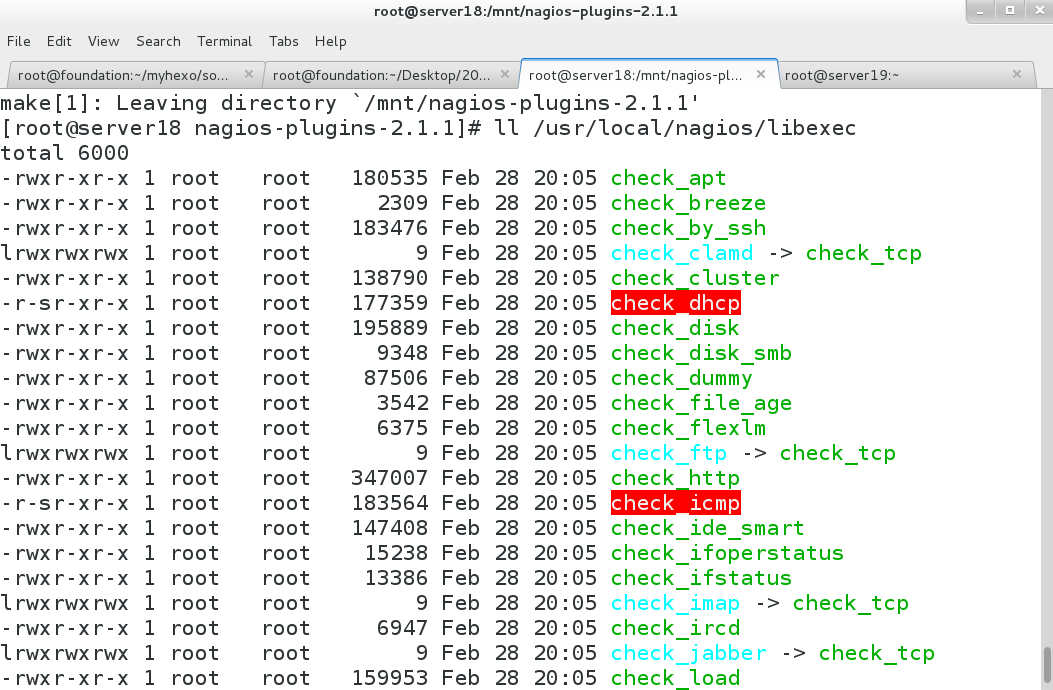 root@server18:/mnt/nagios-plugins-2.1.1
File Edit View Search Terminal Tabs Help
root@foundation:~/myhexo/so... × root@foundation:~/Desktop/20... × root@server18:/mnt/nagios-pl... × root@server19:~ ×
make[1]: Leaving directory `/mnt/nagios-plugins-2.1.1'
[root@server18 nagios-plugins-2.1.1]# ll /usr/local/nagios/libexec
total 6000
-rwxr-xr-x 1 root   root   180535 Feb 28 20:05 check_apt
-rwxr-xr-x 1 root   root     2309 Feb 28 20:05 check_breeze
-rwxr-xr-x 1 root   root   183476 Feb 28 20:05 check_by_ssh
lrwxrwxrwx 1 root   root        9 Feb 28 20:05 check_clamd -> check_tcp
-rwxr-xr-x 1 root   root   138790 Feb 28 20:05 check_cluster
-r-sr-xr-x 1 root   root   177359 Feb 28 20:05 check_dhcp
-rwxr-xr-x 1 root   root   195889 Feb 28 20:05 check_disk
-rwxr-xr-x 1 root   root     9348 Feb 28 20:05 check_disk_smb
-rwxr-xr-x 1 root   root    87506 Feb 28 20:05 check_dummy
-rwxr-xr-x 1 root   root     3542 Feb 28 20:05 check_file_age
-rwxr-xr-x 1 root   root     6375 Feb 28 20:05 check_flexlm
lrwxrwxrwx 1 root   root        9 Feb 28 20:05 check_ftp -> check_tcp
-rwxr-xr-x 1 root   root   347007 Feb 28 20:05 check_http
-r-sr-xr-x 1 root   root   183564 Feb 28 20:05 check_icmp
-rwxr-xr-x 1 root   root   147408 Feb 28 20:05 check_ide_smart
-rwxr-xr-x 1 root   root    15238 Feb 28 20:05 check_ifoperstatus
-rwxr-xr-x 1 root   root    13386 Feb 28 20:05 check_ifstatus
lrwxrwxrwx 1 root   root        9 Feb 28 20:05 check_imap -> check_tcp
-rwxr-xr-x 1 root   root     6947 Feb 28 20:05 check_ircd
lrwxrwxrwx 1 root   root        9 Feb 28 20:05 check_jabber -> check_tcp
-rwxr-xr-x 1 root   root   159953 Feb 28 20:05 check_load